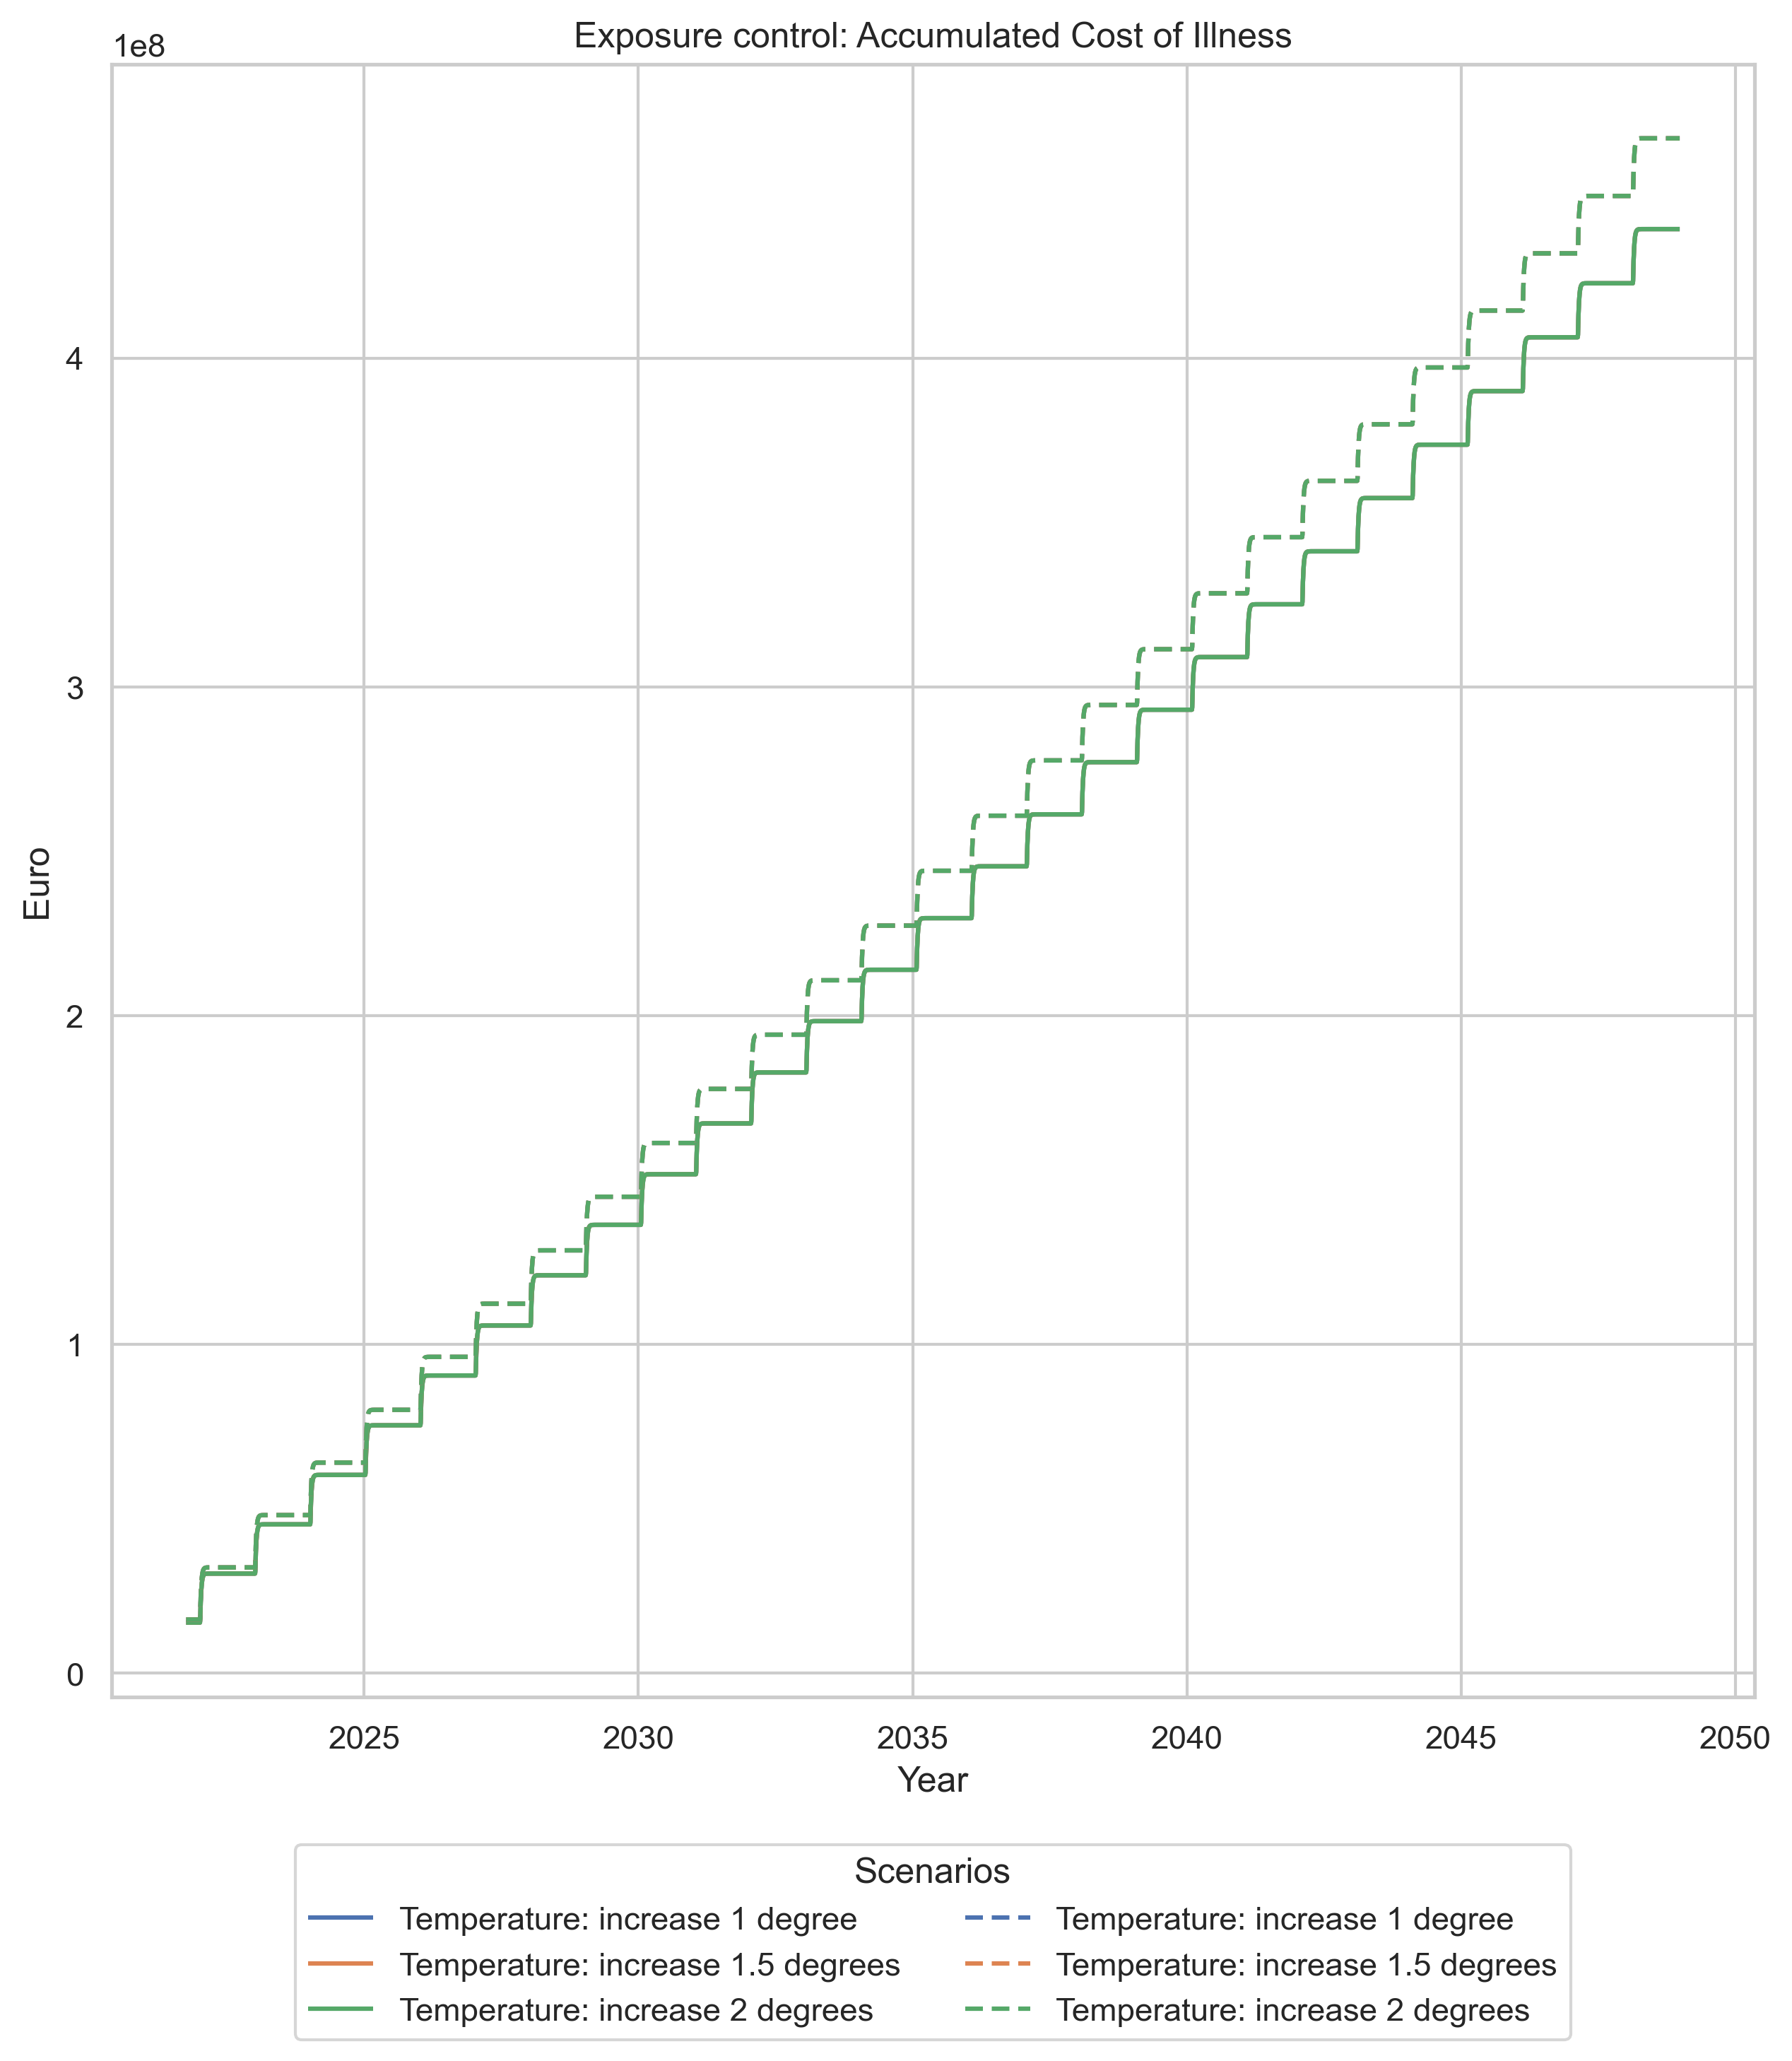 Exposure control: Accumulated Cost of Illness
1e8
4
3
2
1
0
Euro
2025 2030 2035 2040 2045 2050
Year
Scenarios
Temperature: increase 1 degree
Temperature: increase 1.5 degrees
Temperature: increase 2 degrees
Temperature: increase 1 degree
Temperature: increase 1.5 degrees
Temperature: increase 2 degrees